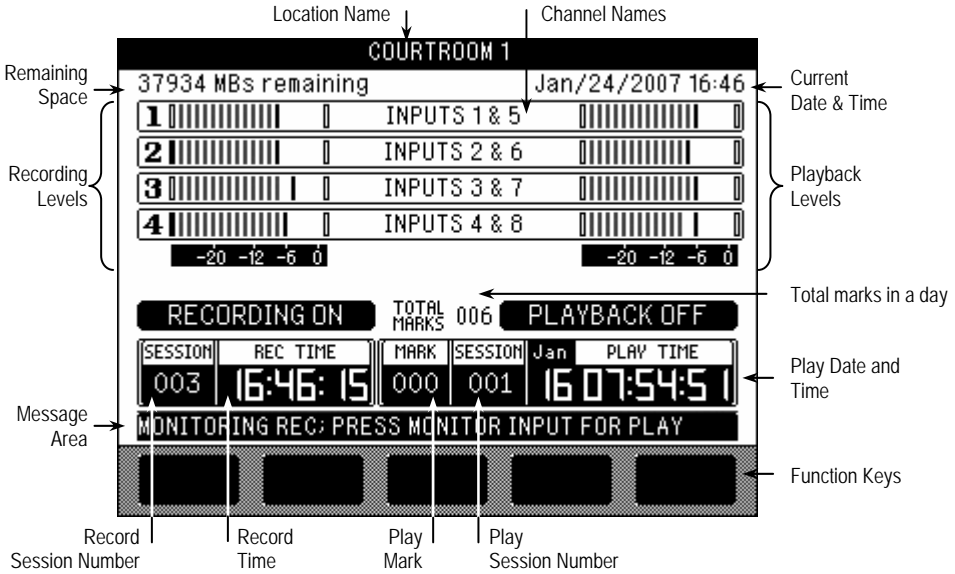 Location Name
Channel Names
COURTROOM 1
Remaining Space
37934 MBs remaining
Jan/24/2007 16:46
Current Date & Time
1 INPUTS 1 & 5
2 INPUTS 2 & 6
3 INPUTS 3 & 7
4 INPUTS 4 & 8
Recording Levels
Playback Levels
-20 -12 -6 0
-20 -12 -6 0
Total marks in a day
RECORDING ON
TOTAL MARKS 006
PLAYBACK OFF
SESSION
REC TIME
MARK
SESSION
Jan
PLAY TIME
003
16:46:15
000
001
16 07:54:51
Play Date and Time
Message Area
MONITORING REC; PRESS MONITOR INPUT FOR PLAY
Function Keys
Record Session Number
Record Time
Play Mark
Play Session Number